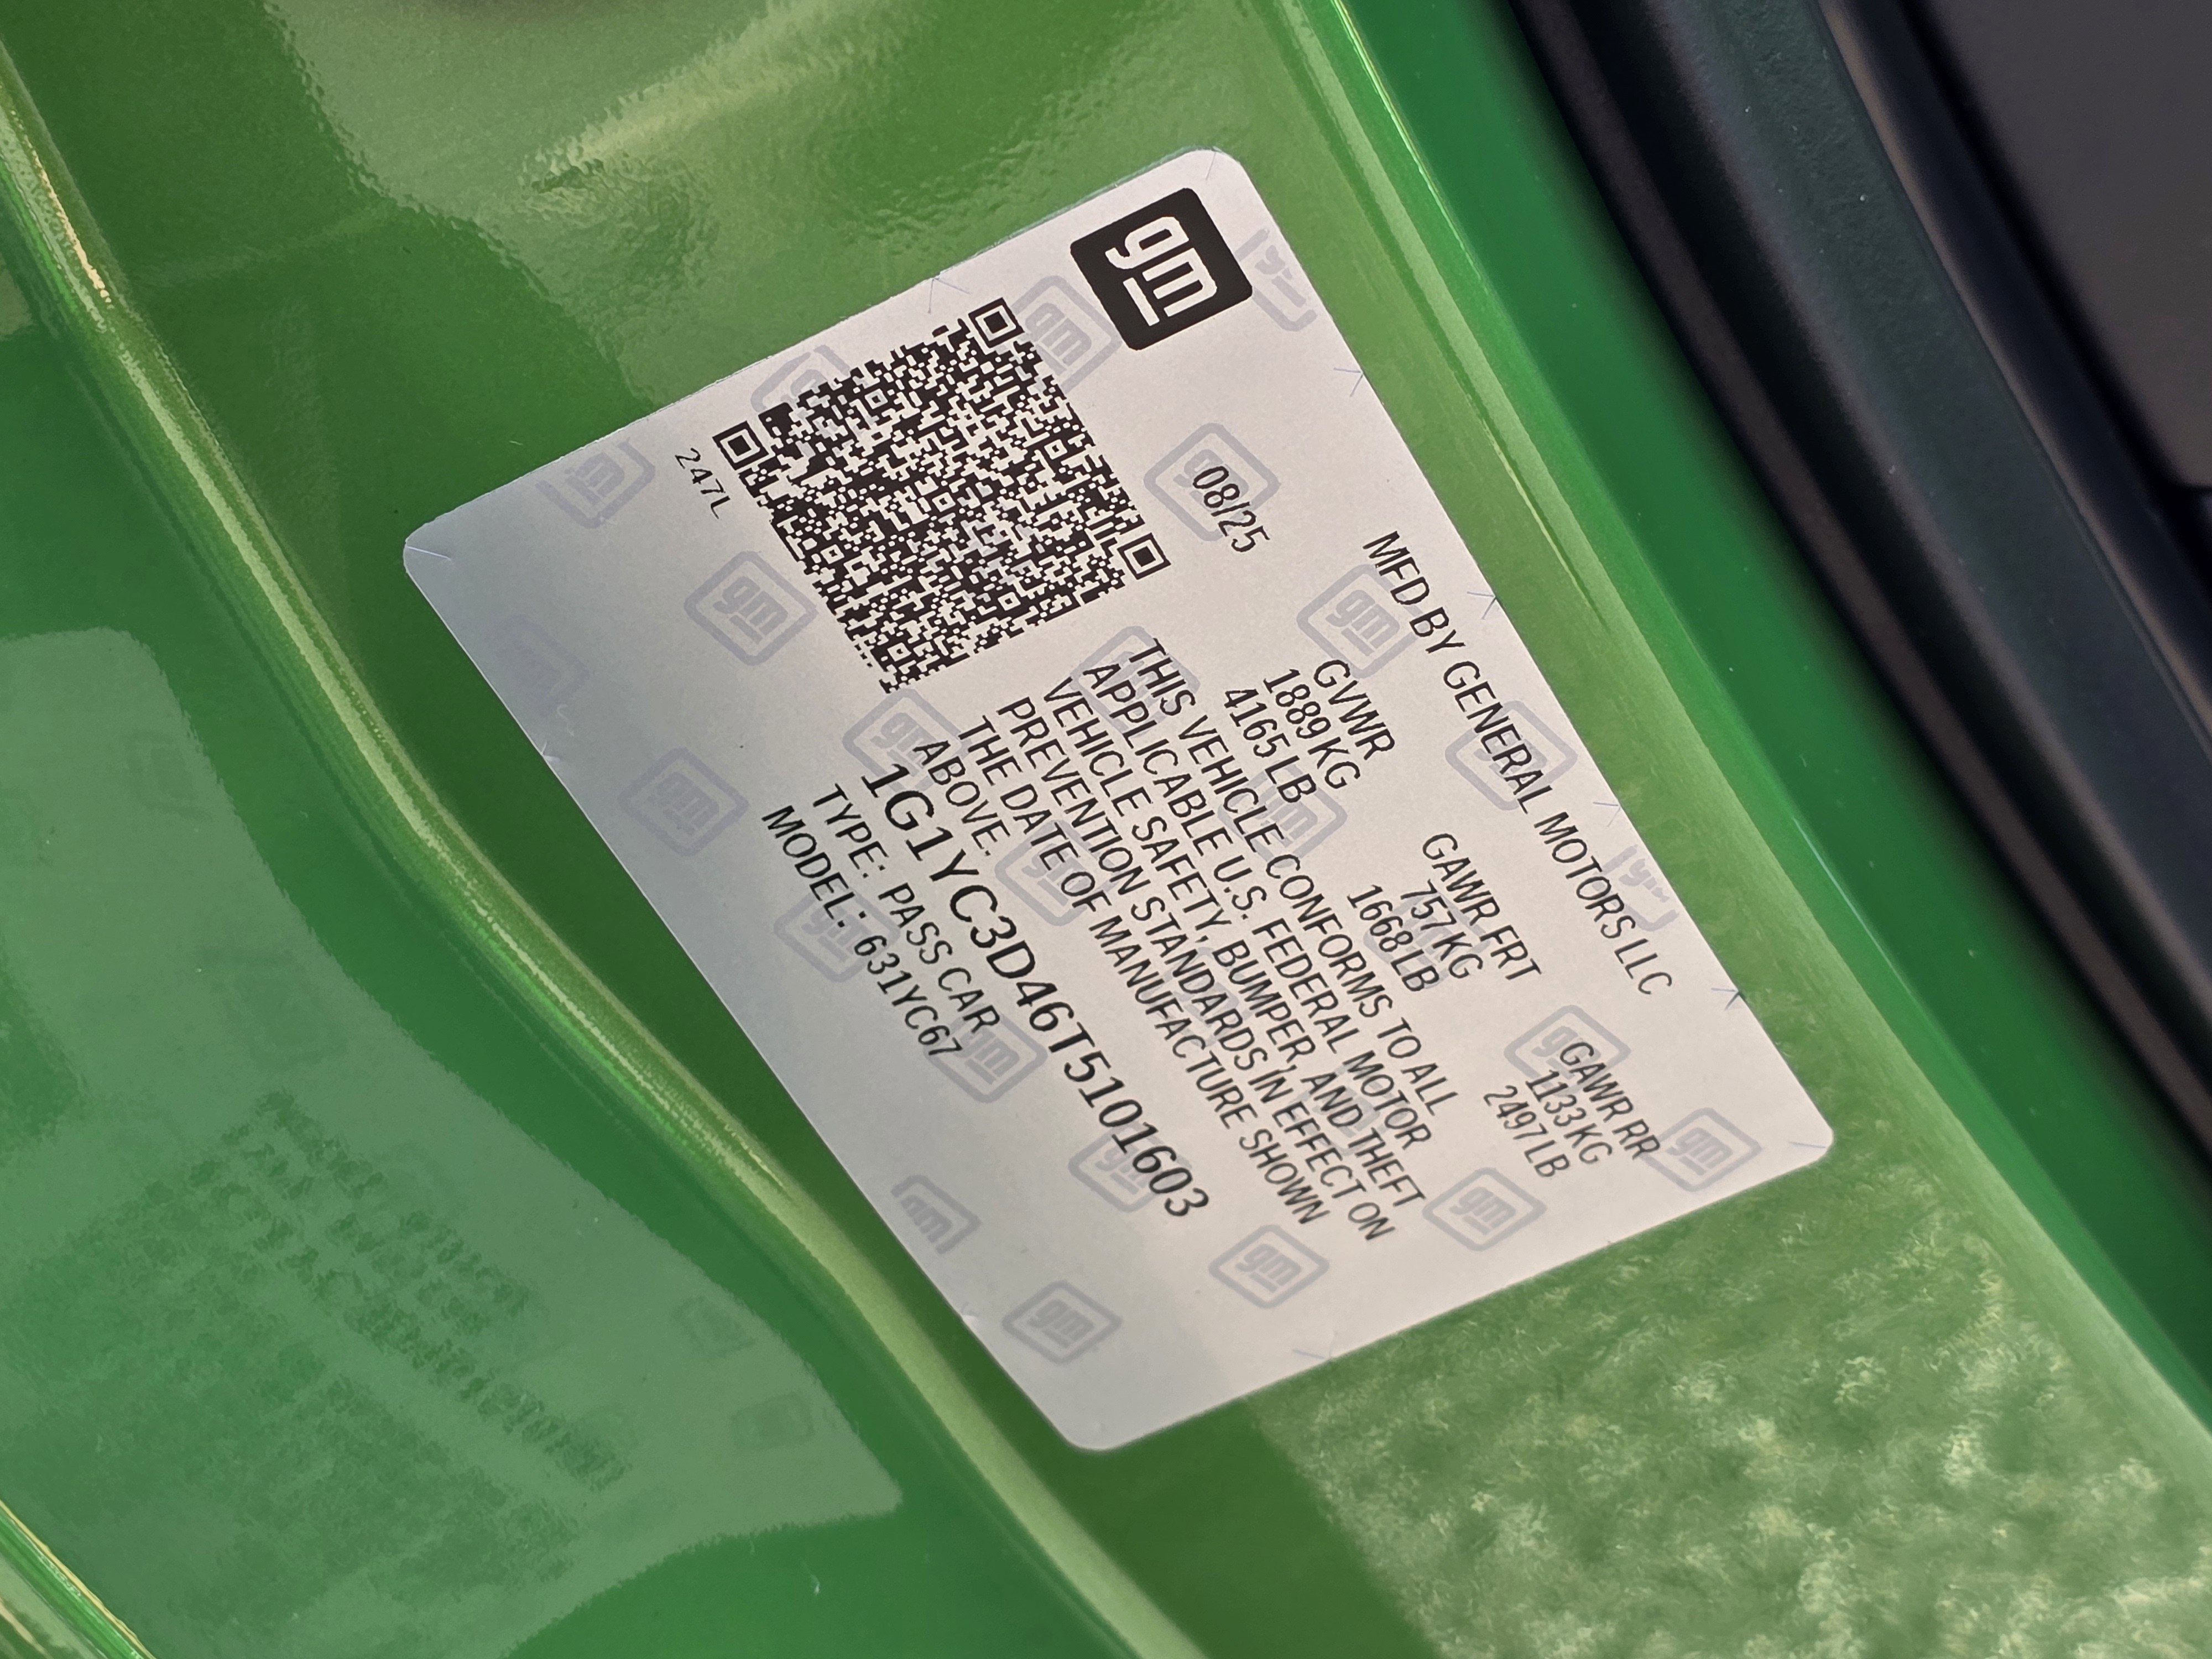 gm
08/25
247L
MFD BY GENERAL MOTORS LLC
GVWR GAWR FRT GAWR RR
1889 KG 757 KG 1133 KG
4165 LB 1668 LB 2497 LB
THIS VEHICLE CONFORMS TO ALL
APPLICABLE U.S. FEDERAL MOTOR
VEHICLE SAFETY, BUMPER, AND THEFT
PREVENTION STANDARDS IN EFFECT ON
THE DATE OF MANUFACTURE SHOWN
ABOVE.
1G1YC3D46T5101603
TYPE: PASS CAR
MODEL: 631YC67